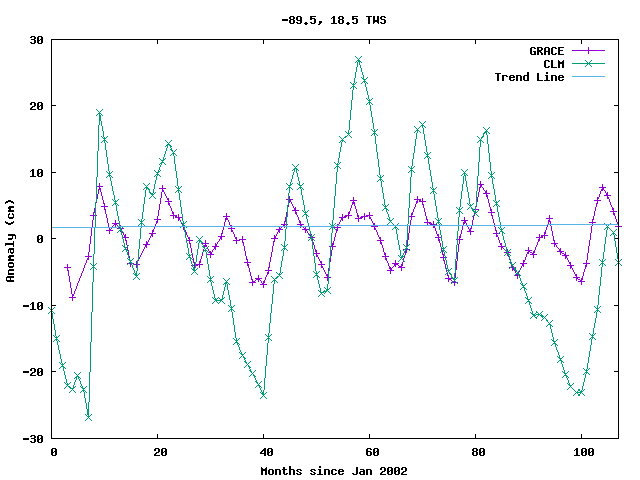 -89.5, 18.5 TWS
GRACE
CLM
Trend Line
30
20
10
0
-10
-20
-30
Anomaly (cm)
0 20 40 60 80 100
Months since Jan 2002